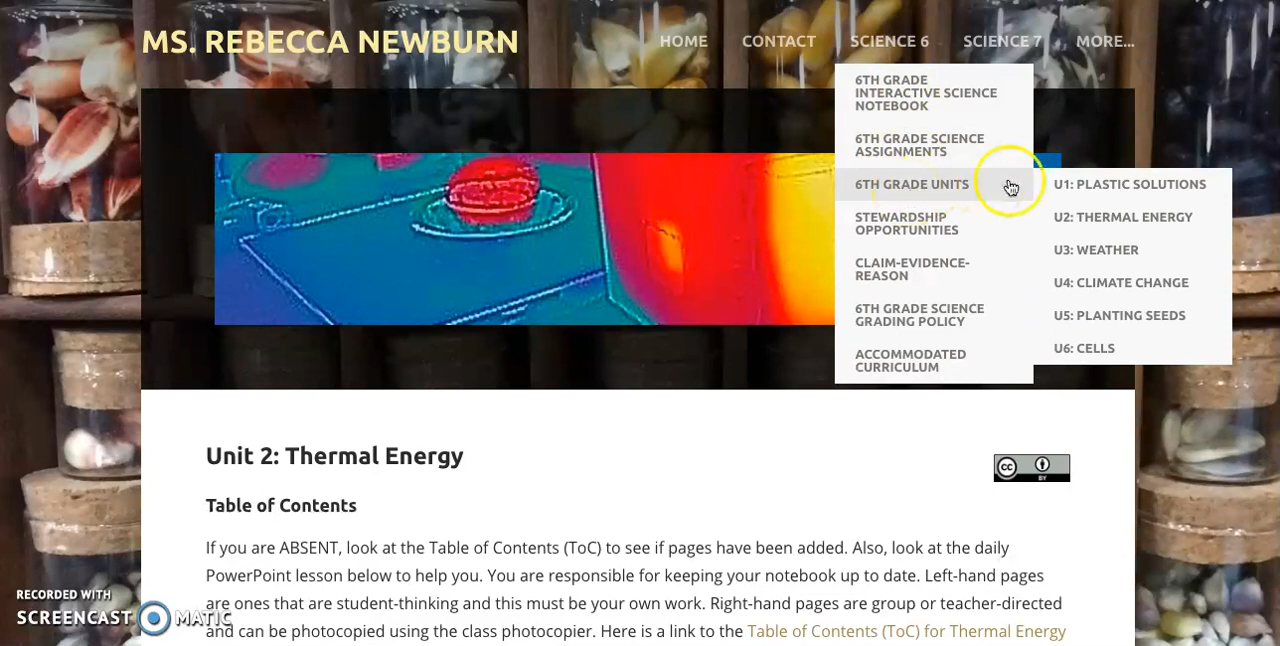 MS. REBECCA NEWBURN
HOME CONTACT SCIENCE 6 SCIENCE 7 MORE...
6TH GRADE
INTERACTIVE SCIENCE
NOTEBOOK
6TH GRADE SCIENCE
ASSIGNMENTS
6TH GRADE UNITS
STEWARDSHIP
OPPORTUNITIES
CLAIM-EVIDENCE-
REASON
6TH GRADE SCIENCE
GRADING POLICY
ACCOMMODATED
CURRICULUM
U1: PLASTIC SOLUTIONS
U2: THERMAL ENERGY
U3: WEATHER
U4: CLIMATE CHANGE
U5: PLANTING SEEDS
U6: CELLS
Unit 2: Thermal Energy
cc
BY
Table of Contents
If you are ABSENT, look at the Table of Contents (ToC) to see if pages have been added. Also, look at the daily
PowerPoint lesson below to help you. You are responsible for keeping your notebook up to date. Left-hand pages
are ones that are student-thinking and this must be your own work. Right-hand pages are group or teacher-directed
and can be photocopied using the class photocopier. Here is a link to the Table of Contents (ToC) for Thermal Energy
RECORDED WITH
SCREENCAST MATIC